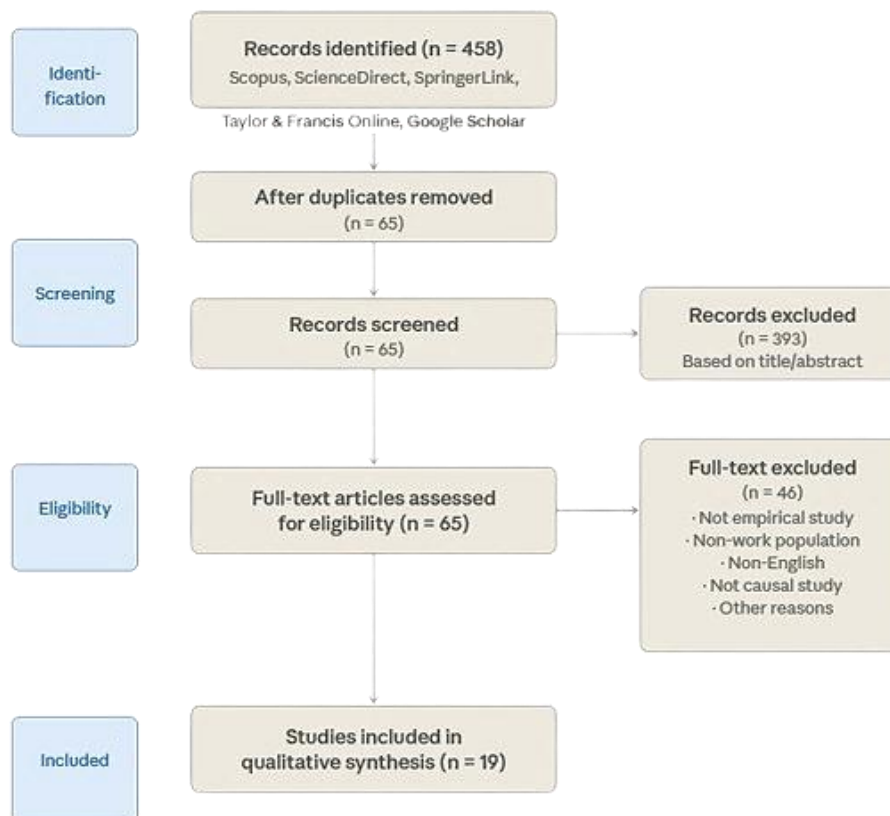 Identi-
fication
Records identified (n = 458)
Scopus, ScienceDirect, SpringerLink,
Taylor & Francis Online, Google Scholar
After duplicates removed
(n = 65)
Screening
Records screened
(n = 65)
Records excluded
(n = 393)
Based on title/abstract
Eligibility
Full-text articles assessed
for eligibility (n = 65)
Full-text excluded
(n = 46)
· Not empirical study
· Non-work population
· Non-English
· Not causal study
· Other reasons
Included
Studies included in
qualitative synthesis (n = 19)